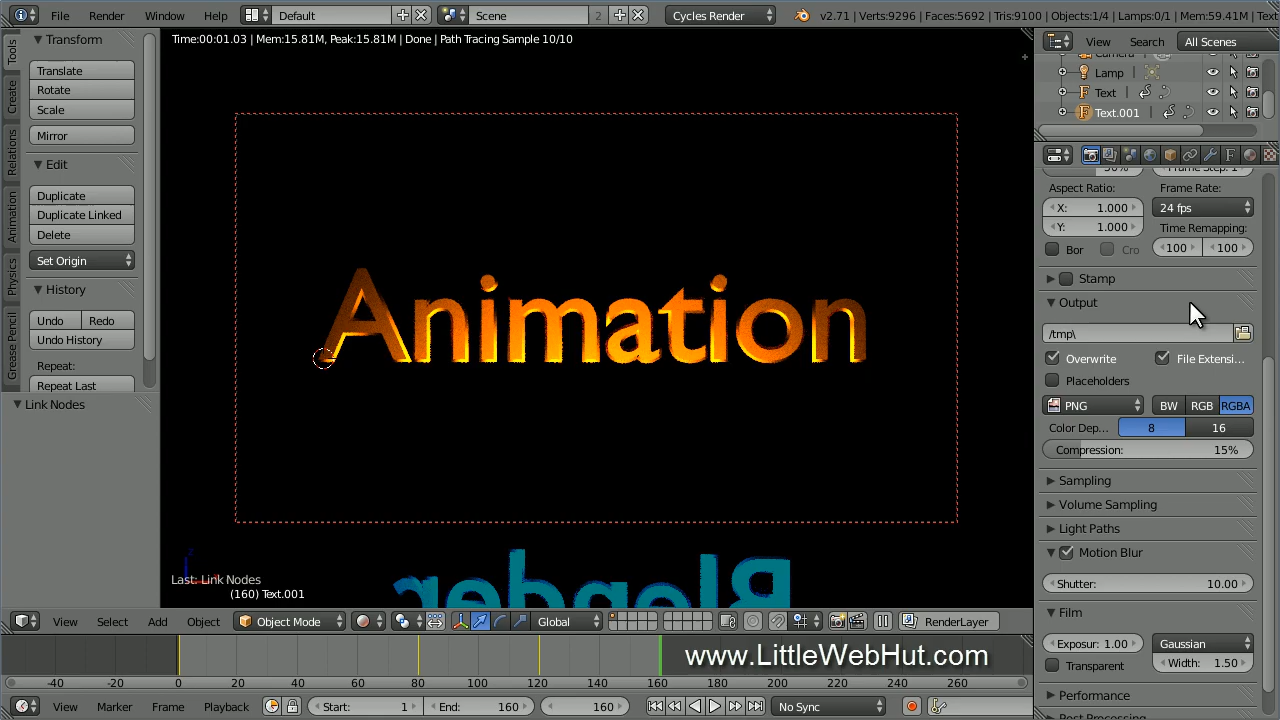 File Render Window Help Default Scene 2 Cycles Render v2.71 | Verts:9296 | Faces:5692 | Tris:9100 | Objects:1/4 | Lamps:0/1 | Mem:59.41M | Text
Tools
Create
Relations
Animation
Physics
Grease Pencil
Transform
Translate
Rotate
Scale
Mirror
Edit
Duplicate
Duplicate Linked
Delete
Set Origin
History
Undo Redo
Undo History
Repeat:
Repeat Last
Link Nodes
Time:00:01.03 | Mem:15.81M, Peak:15.81M | Done | Path Tracing Sample 10/10
Animation
Blender
Last: Link Nodes
(160) Text.001
View Select Add Object Object Mode Global RenderLayer
www.LittleWebHut.com
-40 -20 0 20 40 60 80 100 120 140 160 180 200 220 240 260
View Marker Frame Playback Start: 1 End: 160 160 No Sync
View Search All Scenes
Camera
Lamp
Text
Text.001
50% Frame Step: 1
Aspect Ratio: Frame Rate:
X: 1.000 24 fps
Y: 1.000 Time Remapping:
Bor Cro 100 100
Stamp
Output
/tmp\
Overwrite File Extensi...
Placeholders
PNG BW RGB RGBA
Color Dep... 8 16
Compression: 15%
Sampling
Volume Sampling
Light Paths
Motion Blur
Shutter: 10.00
Film
Exposur: 1.00 Gaussian
Transparent Width: 1.50
Performance
Post Processing